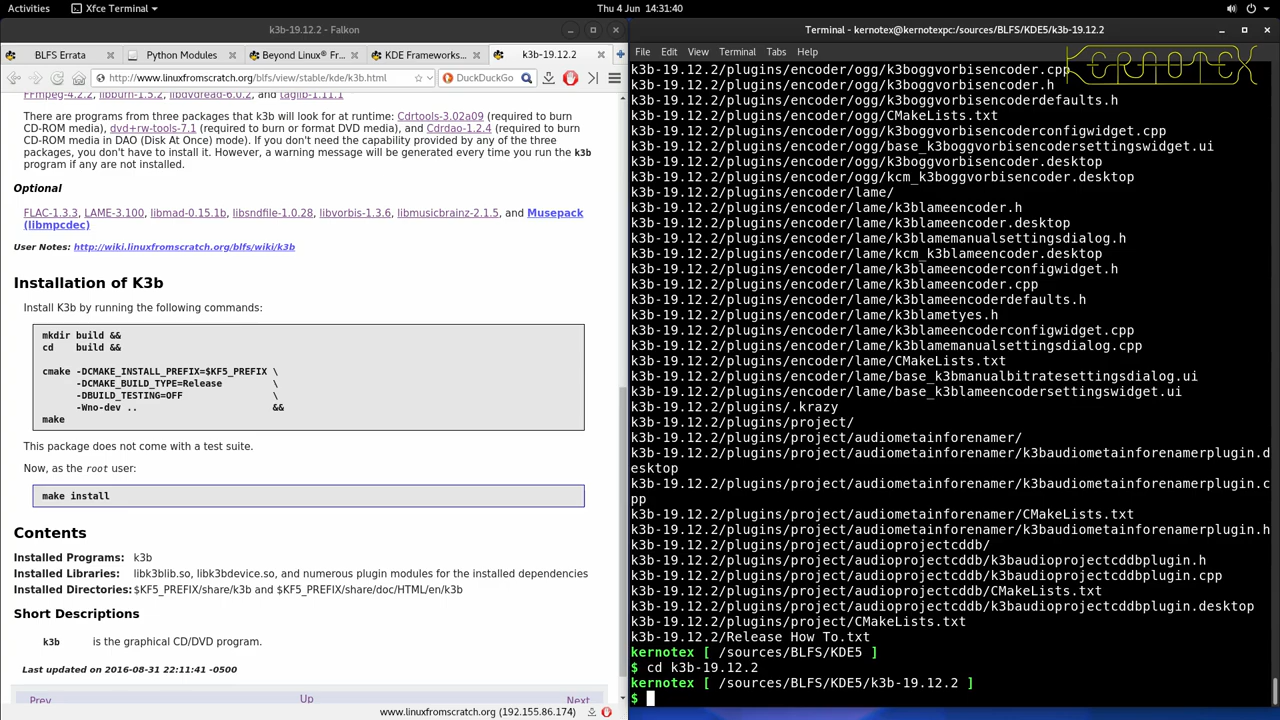 Activities
Xfce Terminal
Thu 4 Jun 14:31:40
k3b-19.12.2 - Falkon
BLFS Errata
Python Modules
Beyond Linux® Fr...
KDE Frameworks...
k3b-19.12.2
http://www.linuxfromscratch.org/blfs/view/stable/kde/k3b.html
DuckDuckGo
FFmpeg-4.2.2, libburn-1.5.2, libdvdread-6.0.2, and taglib-1.11.1
There are programs from three packages that k3b will look for at runtime: Cdrtools-3.02a09 (required to burn
CD-ROM media), dvd+rw-tools-7.1 (required to burn or format DVD media), and Cdrdao-1.2.4 (required to burn
CD-ROM media in DAO (Disk At Once) mode). If you don't need the capability provided by any of the three
packages, you don't have to install it. However, a warning message will be generated every time you run the k3b
program if any are not installed.
Optional
FLAC-1.3.3, LAME-3.100, libmad-0.15.1b, libsndfile-1.0.28, libvorbis-1.3.6, libmusicbrainz-2.1.5, and Musepack
(libmpcdec)
User Notes: http://wiki.linuxfromscratch.org/blfs/wiki/k3b
Installation of K3b
Install K3b by running the following commands:
mkdir build &&
cd    build &&
cmake -DCMAKE_INSTALL_PREFIX=$KF5_PREFIX \
-DCMAKE_BUILD_TYPE=Release         \
-DBUILD_TESTING=OFF                \
-Wno-dev ..                        &&
make
This package does not come with a test suite.
Now, as the root user:
make install
Contents
Installed Programs: k3b
Installed Libraries: libk3blib.so, libk3bdevice.so, and numerous plugin modules for the installed dependencies
Installed Directories: $KF5_PREFIX/share/k3b and $KF5_PREFIX/share/doc/HTML/en/k3b
Short Descriptions
k3b is the graphical CD/DVD program.
Last updated on 2016-08-31 22:11:41 -0500
Prev
Up
Next
www.linuxfromscratch.org (192.155.86.174)
Terminal - kernotex@kernotexpc:/sources/BLFS/KDE5/k3b-19.12.2
File Edit View Terminal Tabs Help
KERNOTEX
k3b-19.12.2/plugins/encoder/ogg/k3boggvorbisencoder.cpp
k3b-19.12.2/plugins/encoder/ogg/k3boggvorbisencoder.h
k3b-19.12.2/plugins/encoder/ogg/k3boggvorbisencoderdefaults.h
k3b-19.12.2/plugins/encoder/ogg/CMakeLists.txt
k3b-19.12.2/plugins/encoder/ogg/k3boggvorbisencoderconfigwidget.cpp
k3b-19.12.2/plugins/encoder/ogg/base_k3boggvorbisencodersettingswidget.ui
k3b-19.12.2/plugins/encoder/ogg/k3boggvorbisencoder.desktop
k3b-19.12.2/plugins/encoder/ogg/kcm_k3boggvorbisencoder.desktop
k3b-19.12.2/plugins/encoder/lame/
k3b-19.12.2/plugins/encoder/lame/k3blameencoder.h
k3b-19.12.2/plugins/encoder/lame/k3blameencoder.desktop
k3b-19.12.2/plugins/encoder/lame/k3blamemanualsettingsdialog.h
k3b-19.12.2/plugins/encoder/lame/kcm_k3blameencoder.desktop
k3b-19.12.2/plugins/encoder/lame/k3blameencoderconfigwidget.h
k3b-19.12.2/plugins/encoder/lame/k3blameencoder.cpp
k3b-19.12.2/plugins/encoder/lame/k3blameencoderdefaults.h
k3b-19.12.2/plugins/encoder/lame/k3blametyes.h
k3b-19.12.2/plugins/encoder/lame/k3blameencoderconfigwidget.cpp
k3b-19.12.2/plugins/encoder/lame/k3blamemanualsettingsdialog.cpp
k3b-19.12.2/plugins/encoder/lame/CMakeLists.txt
k3b-19.12.2/plugins/encoder/lame/base_k3bmanualbitratesettingsdialog.ui
k3b-19.12.2/plugins/encoder/lame/base_k3blameencodersettingswidget.ui
k3b-19.12.2/plugins/.krazy
k3b-19.12.2/plugins/project/
k3b-19.12.2/plugins/project/audiometainforenamer/
k3b-19.12.2/plugins/project/audiometainforenamer/k3baudiometainforenamerplugin.d
esktop
k3b-19.12.2/plugins/project/audiometainforenamer/k3baudiometainforenamerplugin.c
pp
k3b-19.12.2/plugins/project/audiometainforenamer/CMakeLists.txt
k3b-19.12.2/plugins/project/audiometainforenamer/k3baudiometainforenamerplugin.h
k3b-19.12.2/plugins/project/audioprojectcddb/
k3b-19.12.2/plugins/project/audioprojectcddb/k3baudioprojectcddbplugin.h
k3b-19.12.2/plugins/project/audioprojectcddb/k3baudioprojectcddbplugin.cpp
k3b-19.12.2/plugins/project/audioprojectcddb/CMakeLists.txt
k3b-19.12.2/plugins/project/audioprojectcddb/k3baudioprojectcddbplugin.desktop
k3b-19.12.2/plugins/project/CMakeLists.txt
k3b-19.12.2/Release How To.txt
kernotex [ /sources/BLFS/KDE5 ]
$ cd k3b-19.12.2
kernotex [ /sources/BLFS/KDE5/k3b-19.12.2 ]
$